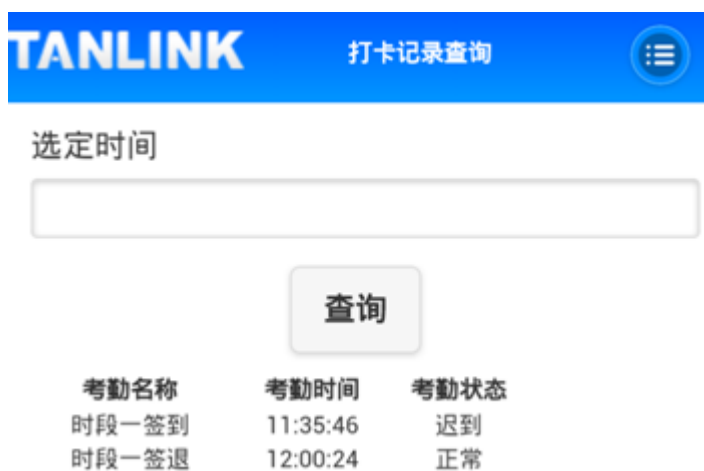 TANLINK 打卡记录查询
选定时间
查询
考勤名称 考勤时间 考勤状态
时段一签到 11:35:46 迟到
时段一签退 12:00:24 正常